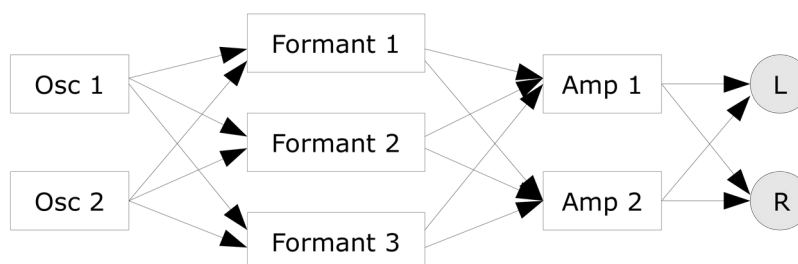 Osc 1
Osc 2
Formant 1
Formant 2
Formant 3
Amp 1
Amp 2
L
R